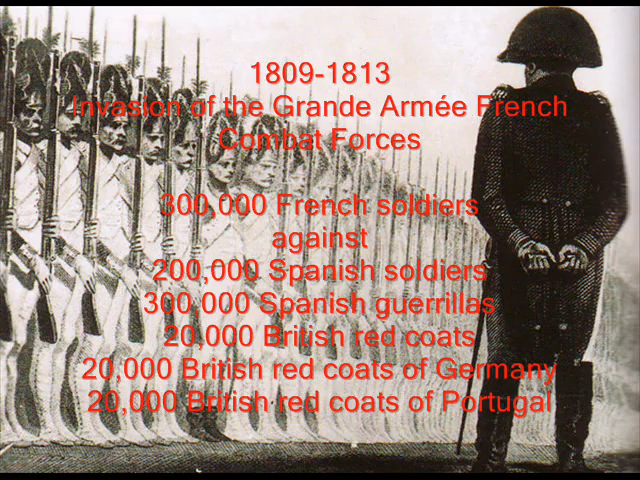 1809-1813
Invasion of the Grande Armée French
Combat Forces
300,000 French soldiers
against
200,000 Spanish soldiers
300,000 Spanish guerrillas
20,000 British red coats
20,000 British red coats of Germany
20,000 British red coats of Portugal